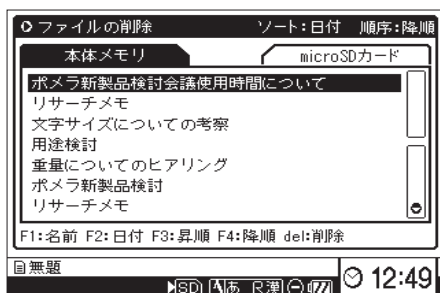 ファイルの削除 ソート:日付 順序:降順
本体メモリ microSDカード
ポメラ新製品検討会議使用時間について
リサーチメモ
文字サイズについての考察
用途検討
重量についてのヒアリング
ポメラ新製品検討
リサーチメモ
F1:名前 F2:日付 F3:昇順 F4:降順 del:削除
無題
SD A あ R漢 12:49